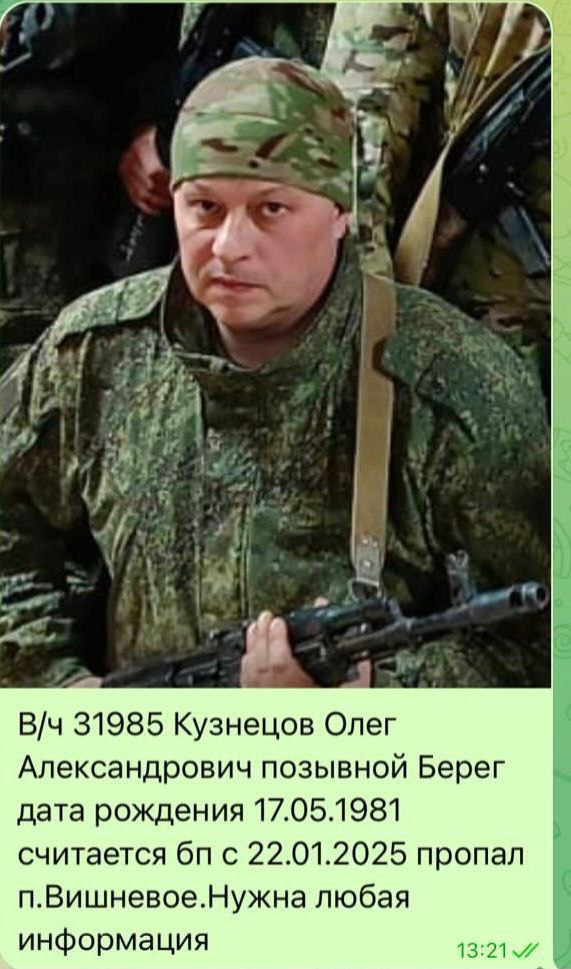 В/ч 31985 Кузнецов Олег
Александрович позывной Берег
дата рождения 17.05.1981
считается бп с 22.01.2025 пропал
п.Вишневое.Нужна любая
информация
13:21